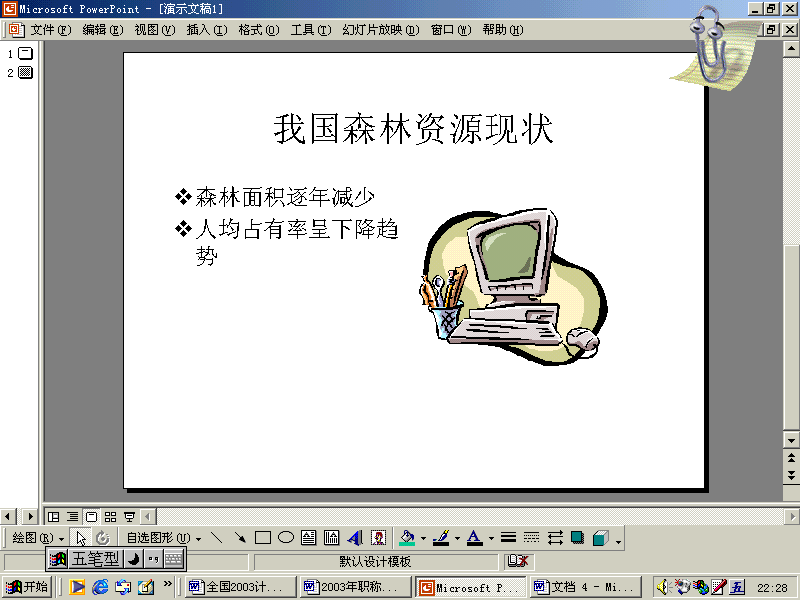 Microsoft PowerPoint - [演示文稿1]
文件(F) 编辑(E) 视图(V) 插入(I) 格式(O) 工具(T) 幻灯片放映(D) 窗口(W) 帮助(H)
1
2
我国森林资源现状
森林面积逐年减少
人均占有率呈下降趋
势
绘图(R) 自选图形(U)
五笔型
默认设计模板
开始 全国2003计... 2003年职称... Microsoft P... 文档 4 - Mi... 五 22:28